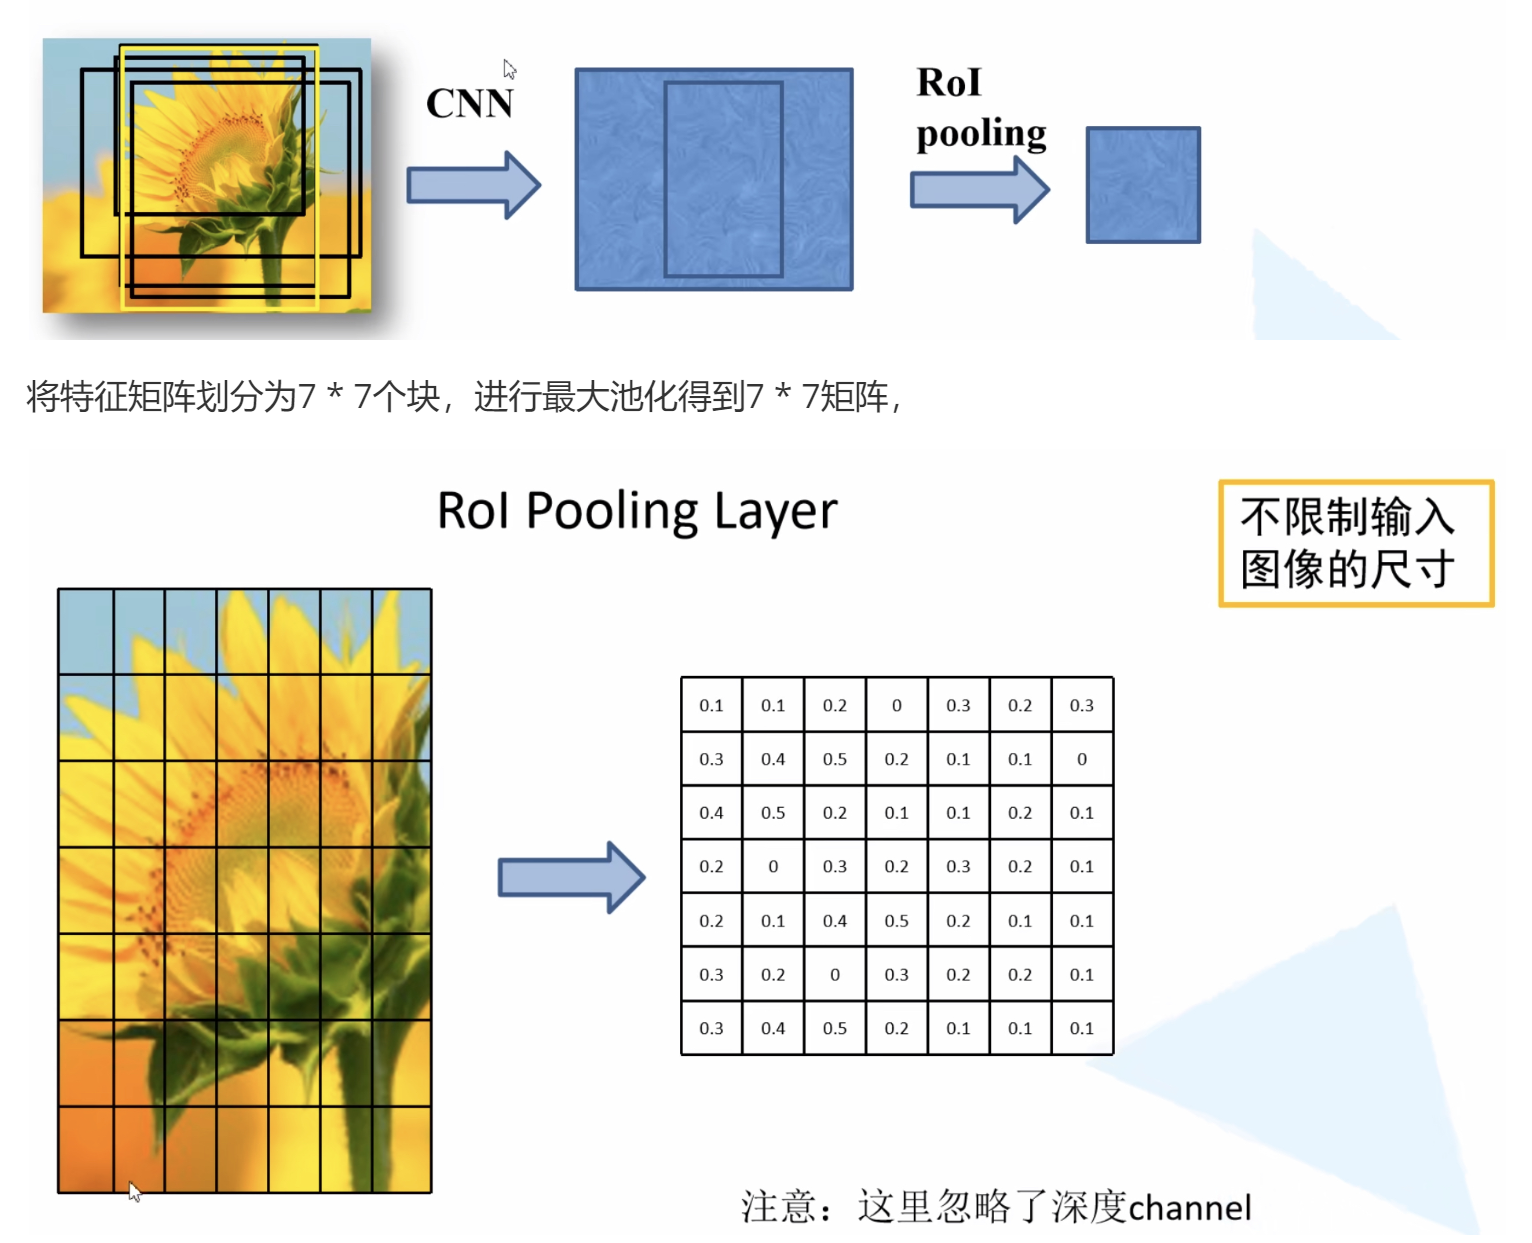 CNN
RoI
pooling
将特征矩阵划分为7 * 7个块，进行最大池化得到7 * 7矩阵，
RoI Pooling Layer
不限制输入
图像的尺寸
0.1 0.1 0.2 0 0.3 0.2 0.3
0.3 0.4 0.5 0.2 0.1 0.1 0
0.4 0.5 0.2 0.1 0.1 0.2 0.1
0.2 0 0.3 0.2 0.3 0.2 0.1
0.2 0.1 0.4 0.5 0.2 0.1 0.1
0.3 0.2 0 0.3 0.2 0.2 0.1
0.3 0.4 0.5 0.2 0.1 0.1 0.1
注意：这里忽略了深度channel